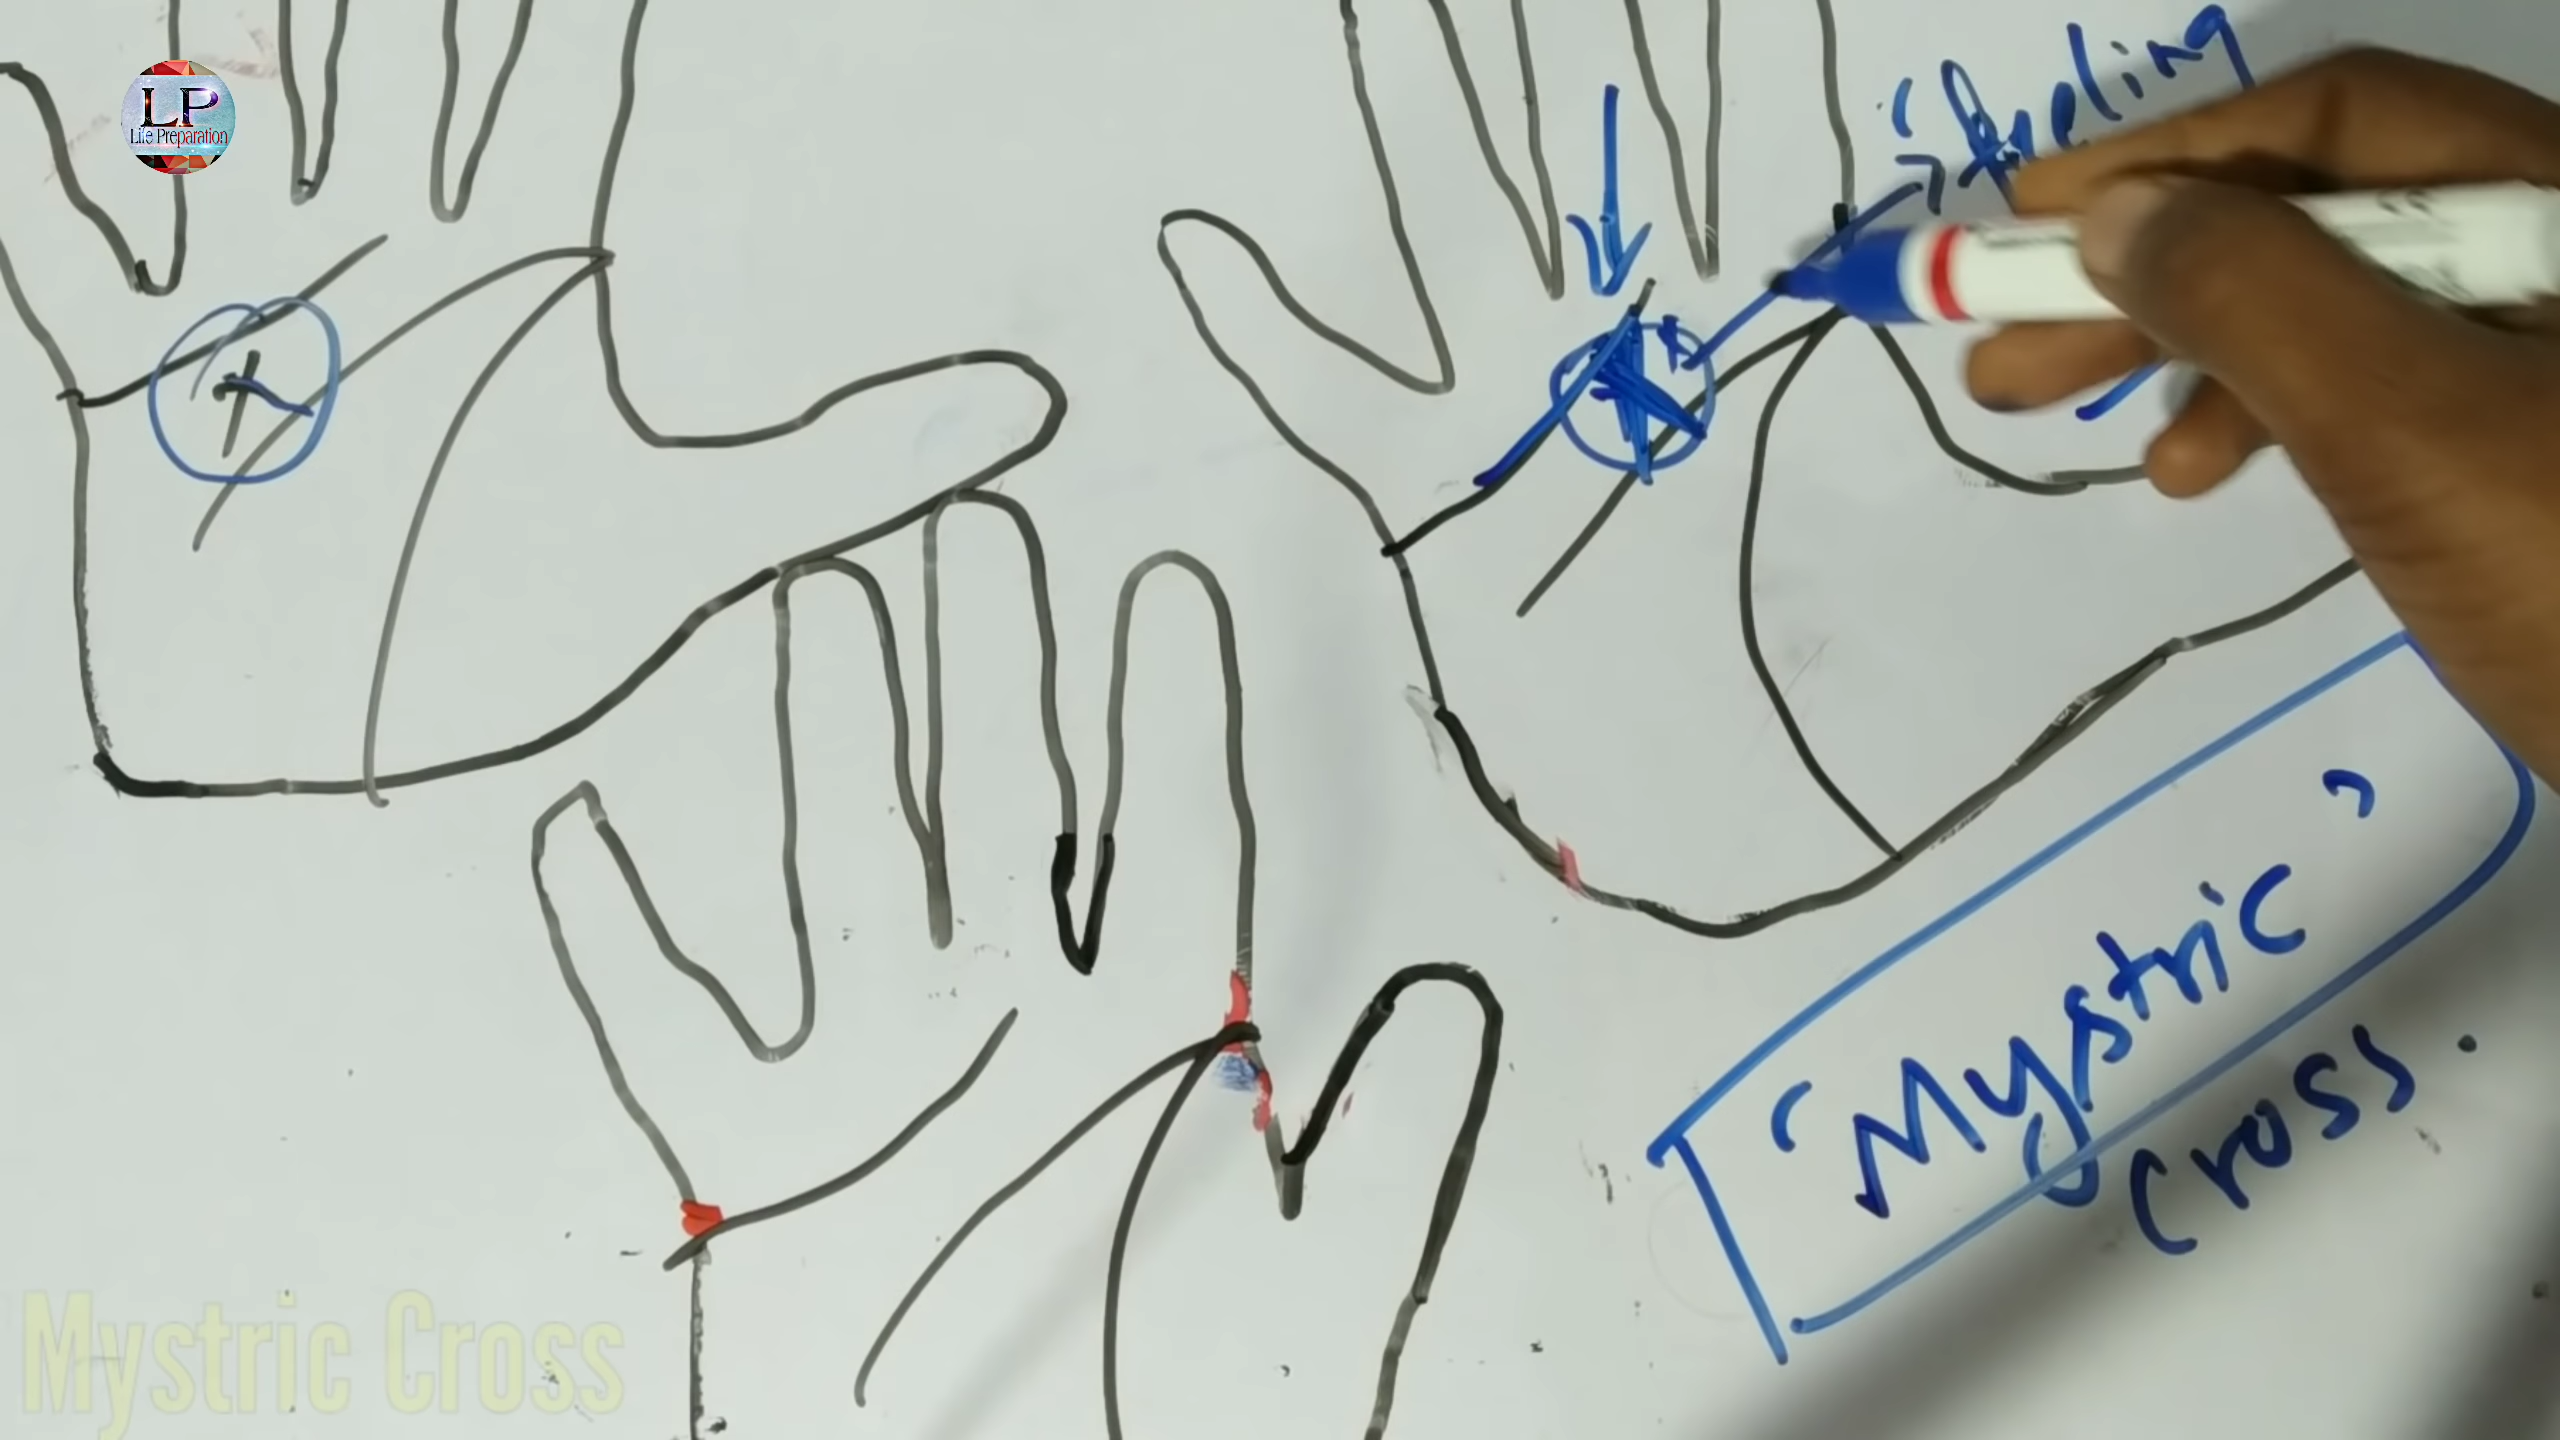 LP
Life Preparation
"feeling
"Mystric"
Cross.
Mystric Cross